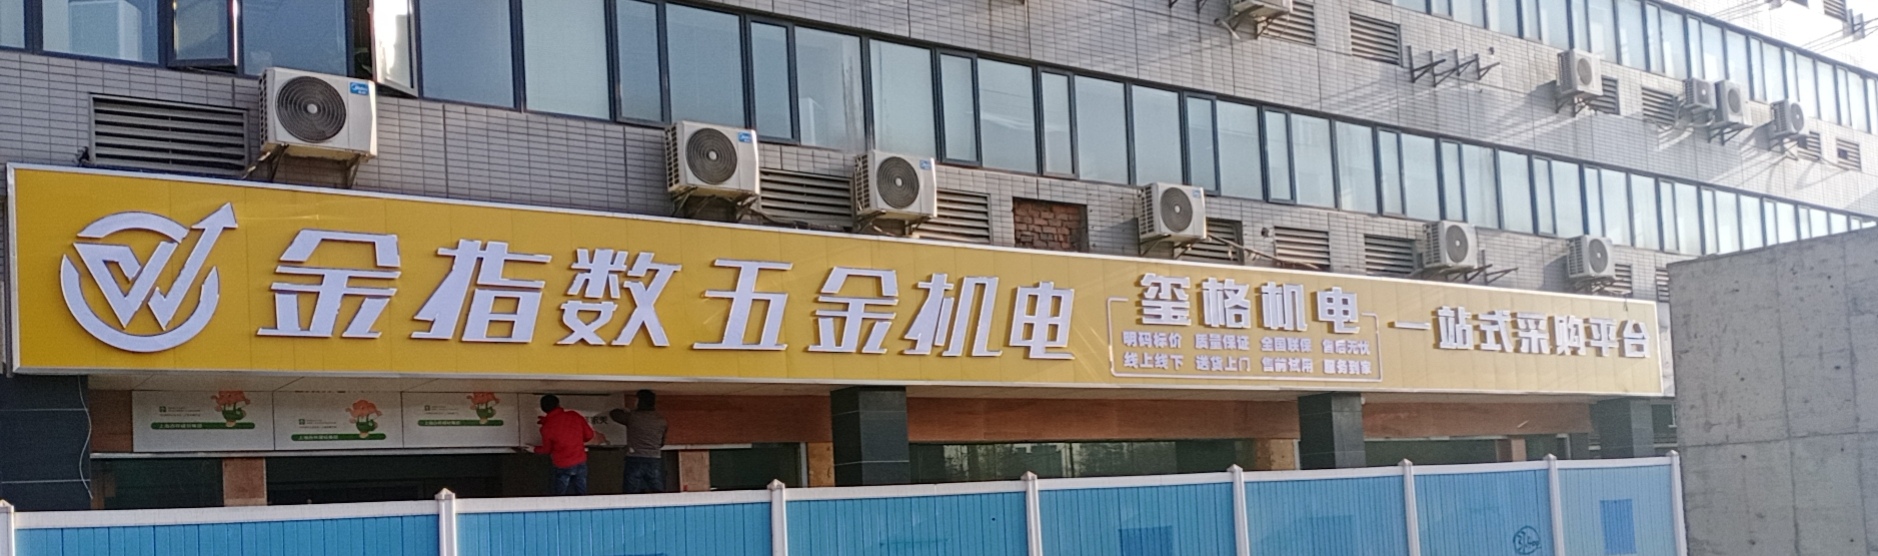 金指数五金机电
玺格机电
明码标价 质量保证 全国联保 售后无忧
线上线下 送货上门 售前试用 服务到家
一站式采购平台